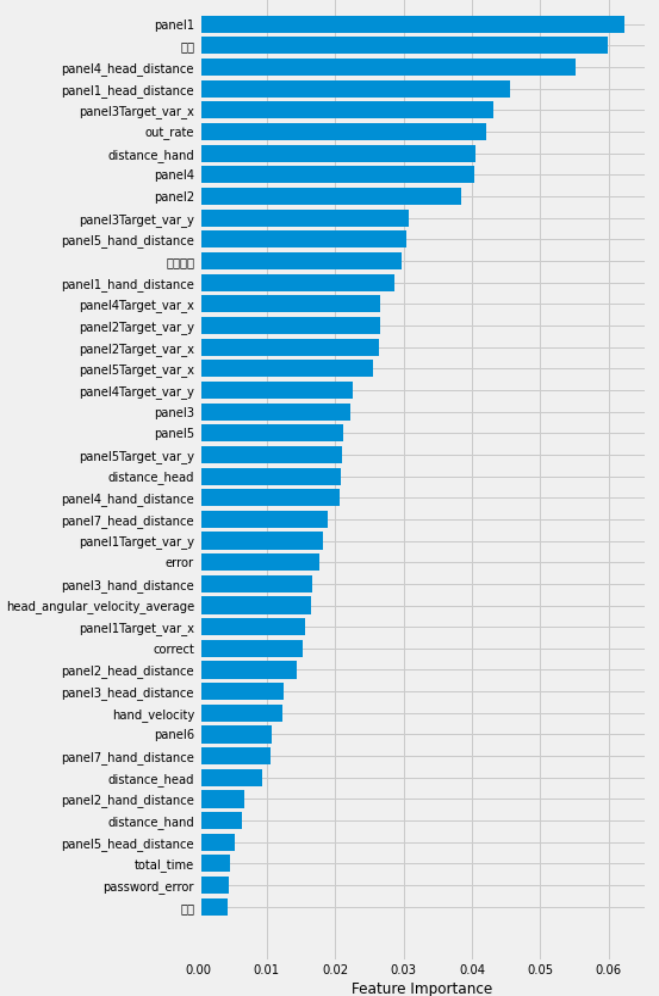 panel1
panel4_head_distance
panel1_head_distance
panel3Target_var_x
out_rate
distance_hand
panel4
panel2
panel3Target_var_y
panel5_hand_distance
panel1_hand_distance
panel4Target_var_x
panel2Target_var_y
panel2Target_var_x
panel5Target_var_x
panel4Target_var_y
panel3
panel5
panel5Target_var_y
distance_head
panel4_hand_distance
panel7_head_distance
panel1Target_var_y
error
panel3_hand_distance
head_angular_velocity_average
panel1Target_var_x
correct
panel2_head_distance
panel3_head_distance
hand_velocity
panel6
panel7_hand_distance
distance_head
panel2_hand_distance
distance_hand
panel5_head_distance
total_time
password_error
0.00 0.01 0.02 0.03 0.04 0.05 0.06
Feature Importance